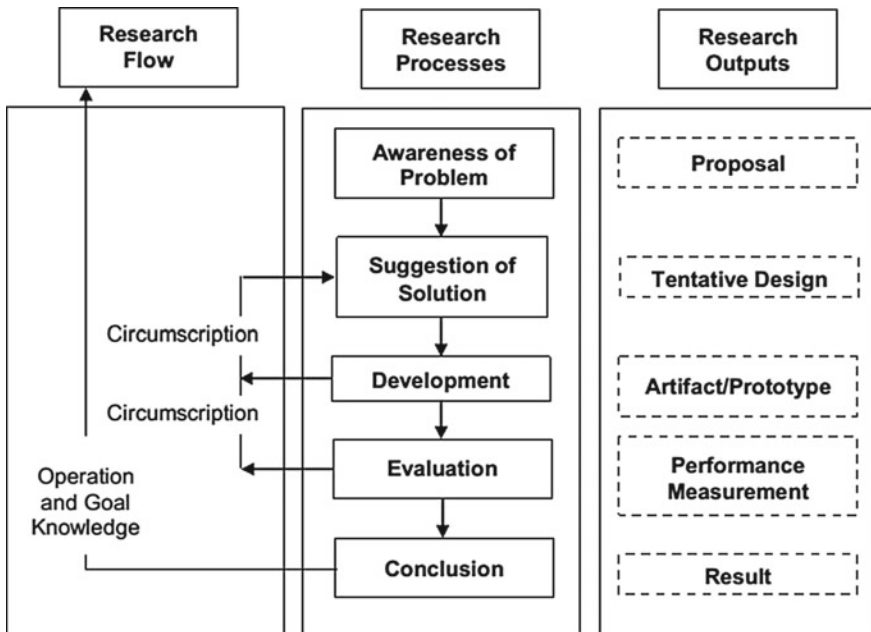 Research
Flow
Research
Processes
Research
Outputs
Awareness of
Problem
Proposal
Suggestion of
Solution
Tentative Design
Circumscription
Development
Artifact/Prototype
Circumscription
Evaluation
Performance
Measurement
Operation
and Goal
Knowledge
Conclusion
Result